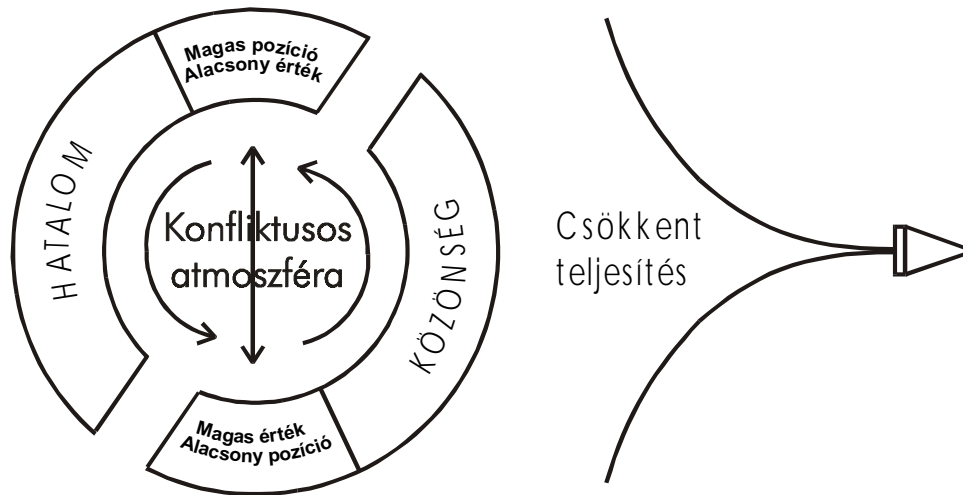 Magas pozíció
Alacsony érték
HATALOM
Konfliktusos
atmoszféra
KÖZÖNSÉG
Magas érték
Alacsony pozíció
Csökkent
teljesítés